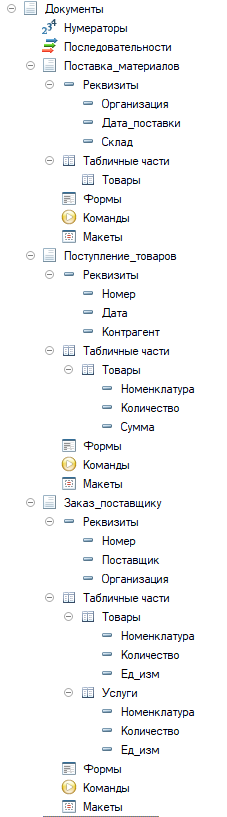 Документы
Нумераторы
Последовательности
Поставка_материалов
Реквизиты
Организация
Дата_поставки
Склад
Табличные части
Товары
Формы
Команды
Макеты
Поступление_товаров
Реквизиты
Номер
Дата
Контрагент
Табличные части
Товары
Номенклатура
Количество
Сумма
Формы
Команды
Макеты
Заказ_поставщику
Реквизиты
Номер
Поставщик
Организация
Табличные части
Товары
Номенклатура
Количество
Ед_изм
Услуги
Номенклатура
Количество
Ед_изм
Формы
Команды
Макеты